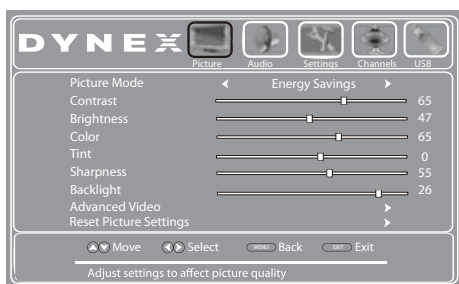 DYNEX
Picture Audio Settings Channels USB
Picture Mode Energy Savings
Contrast 65
Brightness 47
Color 65
Tint 0
Sharpness 55
Backlight 26
Advanced Video
Reset Picture Settings
Move Select MENU Back EXIT Exit
Adjust settings to affect picture quality